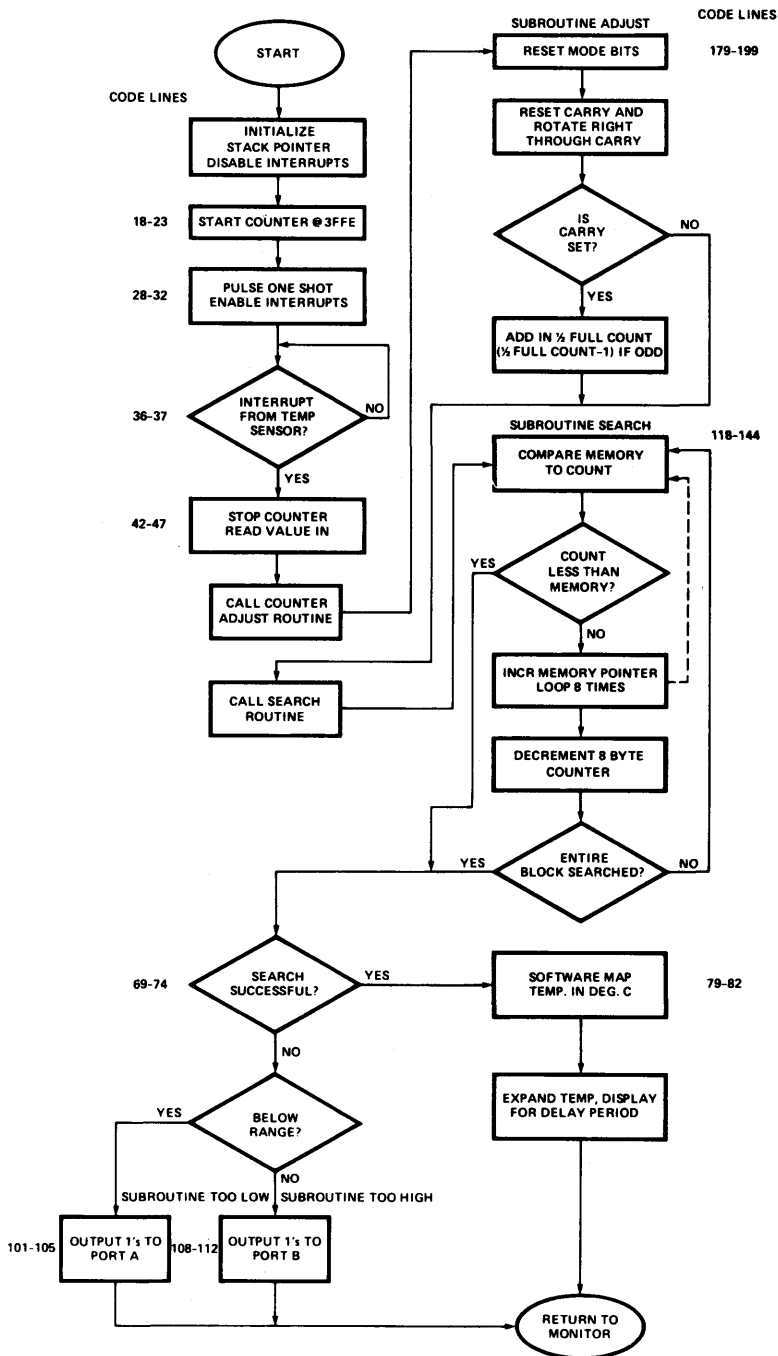 CODE LINES
START
INITIALIZE
STACK POINTER
DISABLE INTERRUPTS
18-23
START COUNTER @ 3FFE
28-32
PULSE ONE SHOT
ENABLE INTERRUPTS
36-37
INTERRUPT
FROM TEMP
SENSOR?
NO
YES
42-47
STOP COUNTER
READ VALUE IN
CALL COUNTER
ADJUST ROUTINE
CALL SEARCH
ROUTINE
CODE LINES
SUBROUTINE ADJUST
179-199
RESET MODE BITS
RESET CARRY AND
ROTATE RIGHT
THROUGH CARRY
IS
CARRY
SET?
NO
YES
ADD IN ½ FULL COUNT
(½ FULL COUNT-1) IF ODD
SUBROUTINE SEARCH
118-144
COMPARE MEMORY
TO COUNT
YES
COUNT
LESS THAN
MEMORY?
NO
INCR MEMORY POINTER
LOOP 8 TIMES
DECREMENT 8 BYTE
COUNTER
YES
ENTIRE
BLOCK SEARCHED?
NO
69-74
SEARCH
SUCCESSFUL?
YES
SOFTWARE MAP
TEMP. IN DEG. C
79-82
NO
EXPAND TEMP, DISPLAY
FOR DELAY PERIOD
YES
BELOW
RANGE?
NO
SUBROUTINE TOO LOW
SUBROUTINE TOO HIGH
101-105
OUTPUT 1's TO
PORT A
108-112
OUTPUT 1's TO
PORT B
RETURN TO
MONITOR